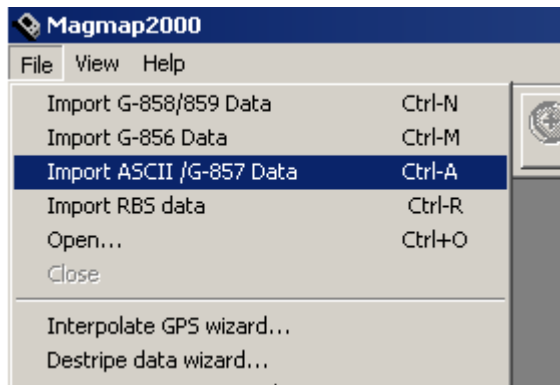 Magmap2000
File View Help
Import G-858/859 Data Ctrl-N
Import G-856 Data Ctrl-M
Import ASCII /G-857 Data Ctrl-A
Import RBS data Ctrl-R
Open... Ctrl+O
Close
Interpolate GPS wizard...
Destripe data wizard...